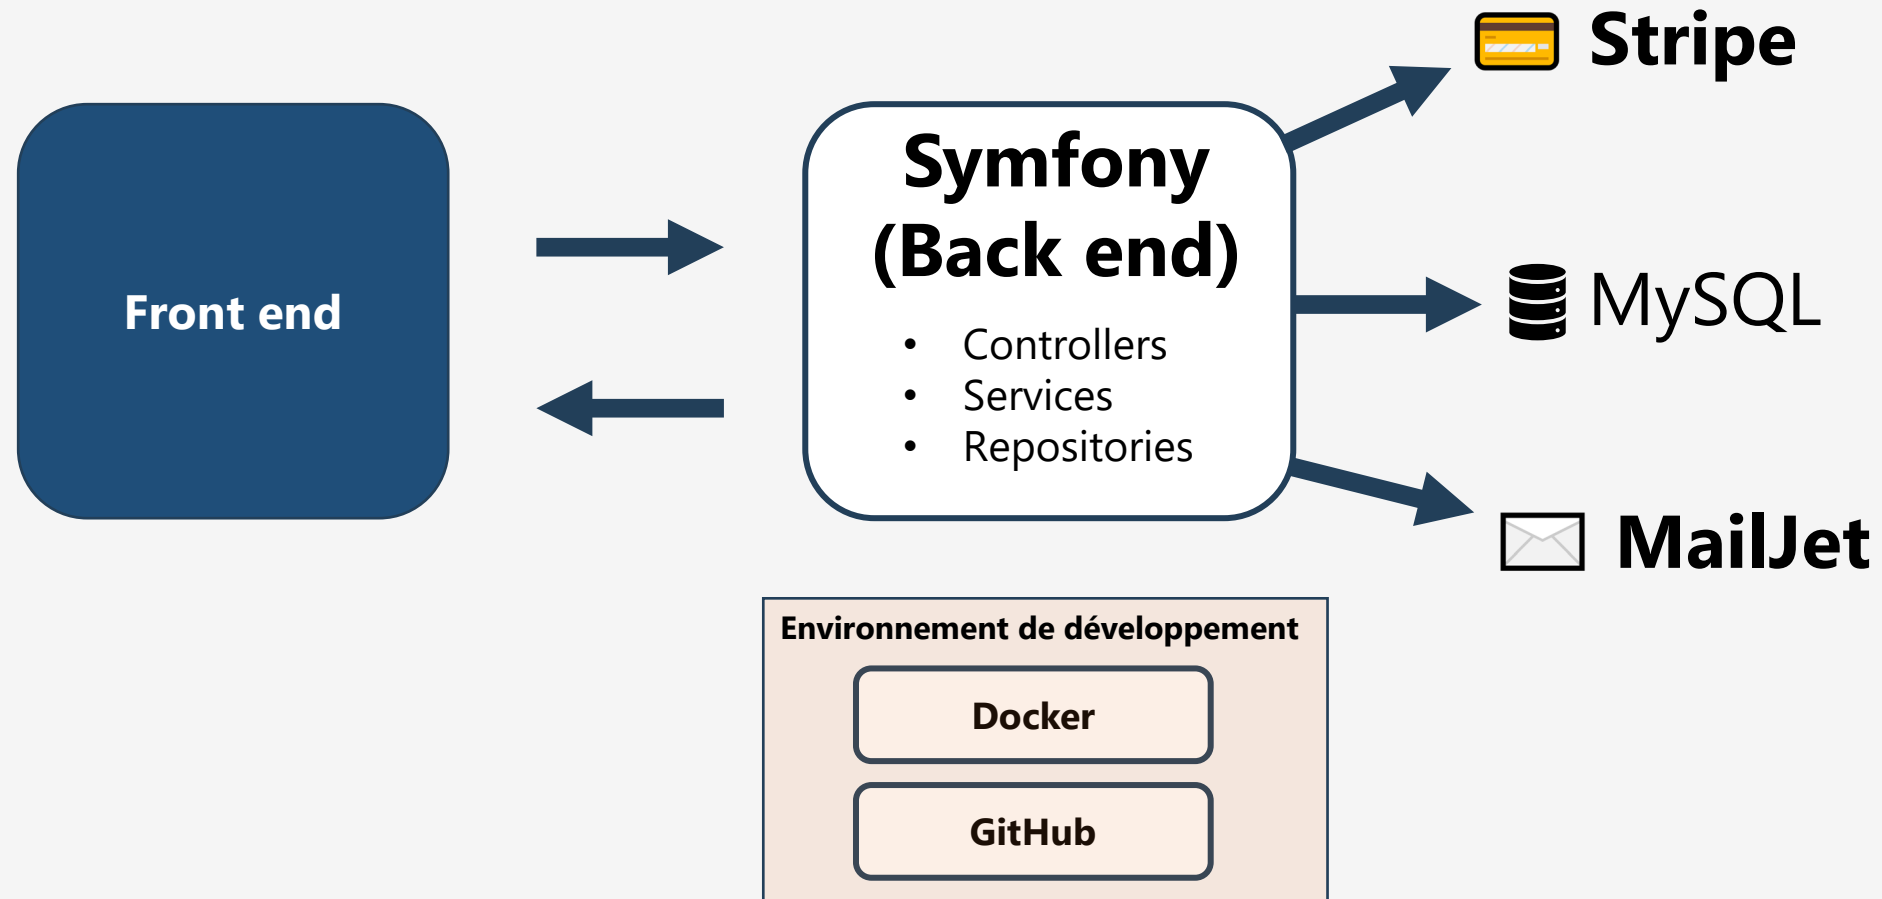 Front end
Symfony
(Back end)
• Controllers
• Services
• Repositories
Stripe
MySQL
MailJet
Environnement de développement
Docker
GitHub